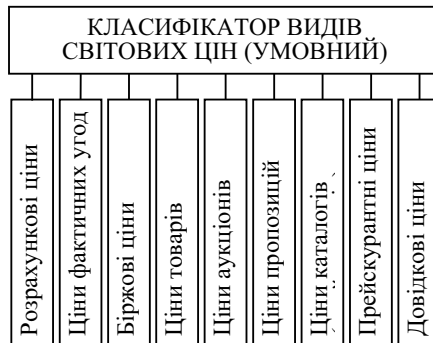 КЛАСИФІКАТОР ВИДІВ
СВІТОВИХ ЦІН (УМОВНИЙ)
Розрахункові ціни
Ціни фактичних угод
Біржові ціни
Ціни товарів
Ціни аукціонів
Ціни пропозицій
Ціни каталогів
Прейскурантні ціни
Довідкові ціни